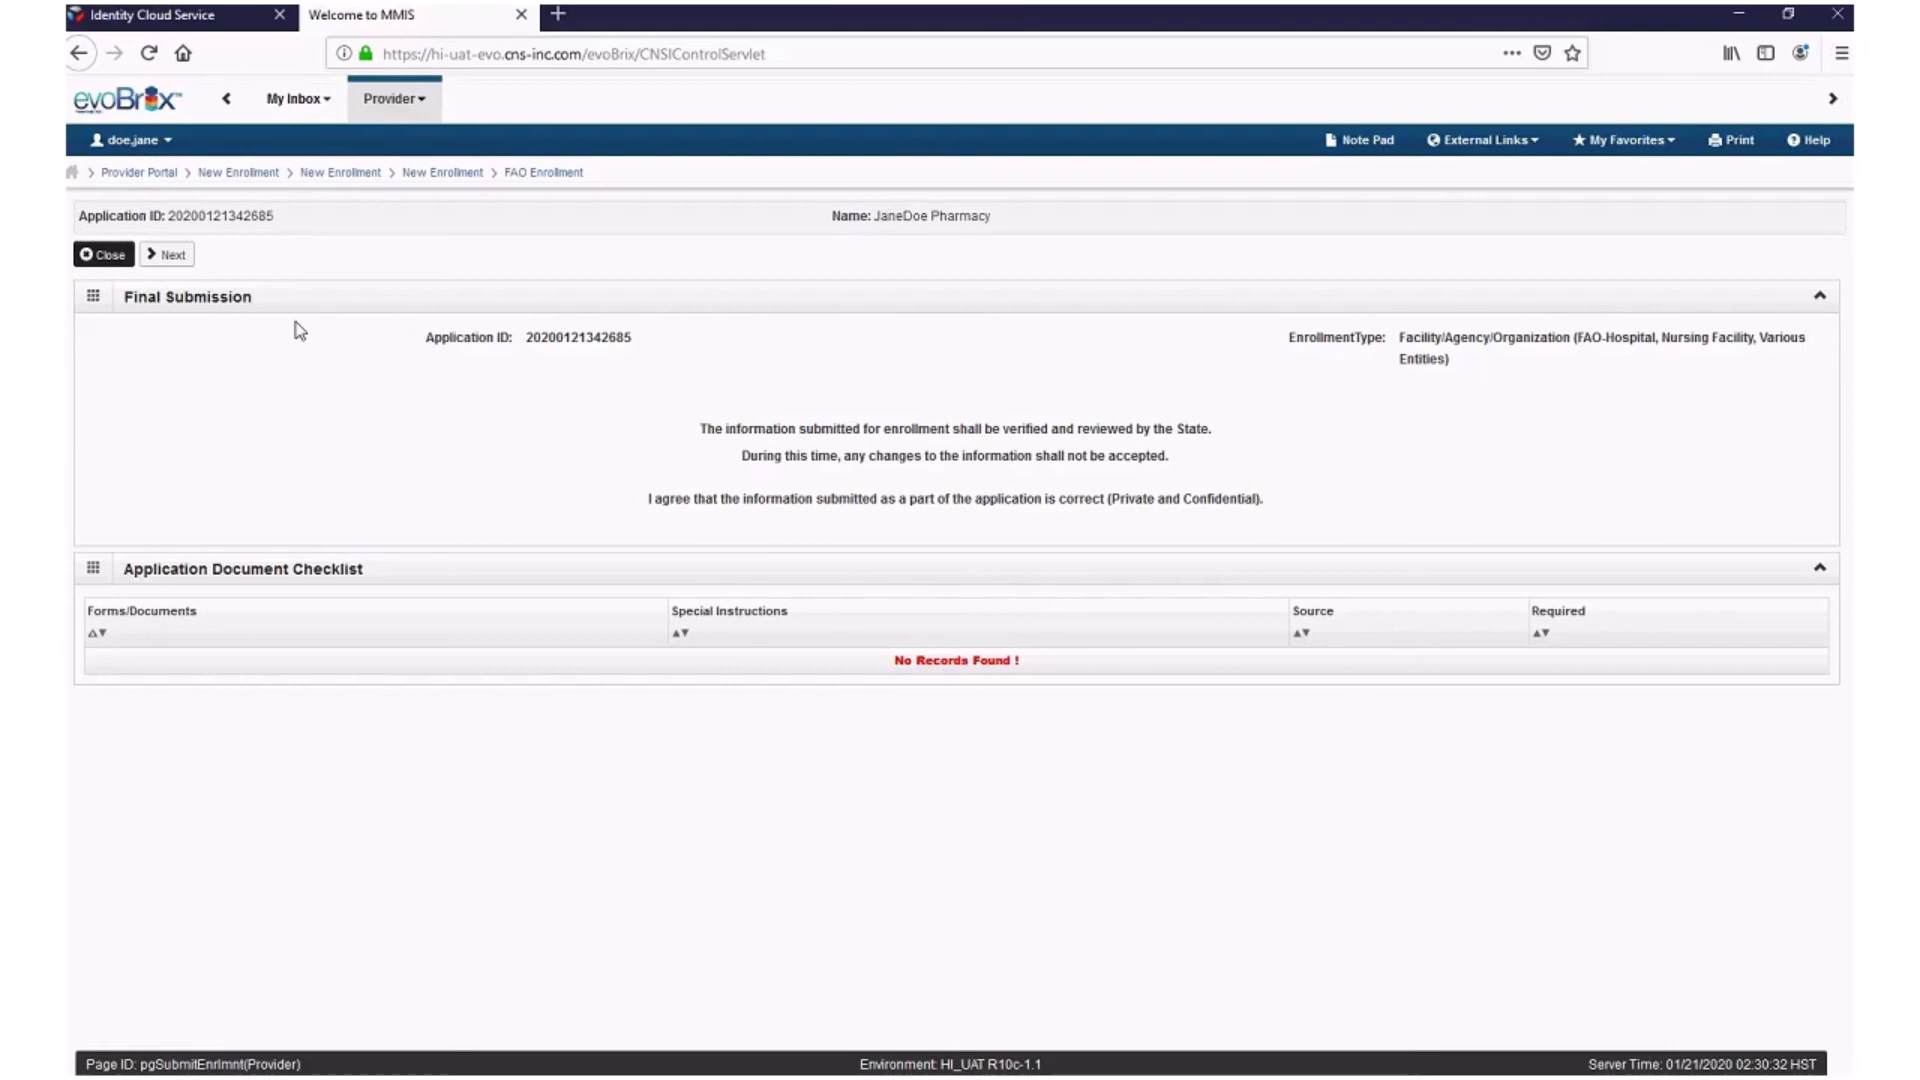 Identity Cloud Service
Welcome to MMIS
https://hi-uat-evo.cns-inc.com/evoBrix/CNSIControlServlet
evoBrix™
My Inbox
Provider
doe,jane
Note Pad
External Links
My Favorites
Print
Help
Provider Portal > New Enrollment > New Enrollment > New Enrollment > FAO Enrollment
Application ID: 20200121342685
Name: JaneDoe Pharmacy
Close
Next
Final Submission
Application ID: 20200121342685
EnrollmentType: Facility/Agency/Organization (FAO-Hospital, Nursing Facility, Various
Entities)
The information submitted for enrollment shall be verified and reviewed by the State.
During this time, any changes to the information shall not be accepted.
I agree that the information submitted as a part of the application is correct (Private and Confidential).
Application Document Checklist
Forms/Documents
Special Instructions
Source
Required
No Records Found !
Page ID: pgSubmitEnrlmnt(Provider)
Environment: HI_UAT R10c-1.1
Server Time: 01/21/2020 02:30:32 HST